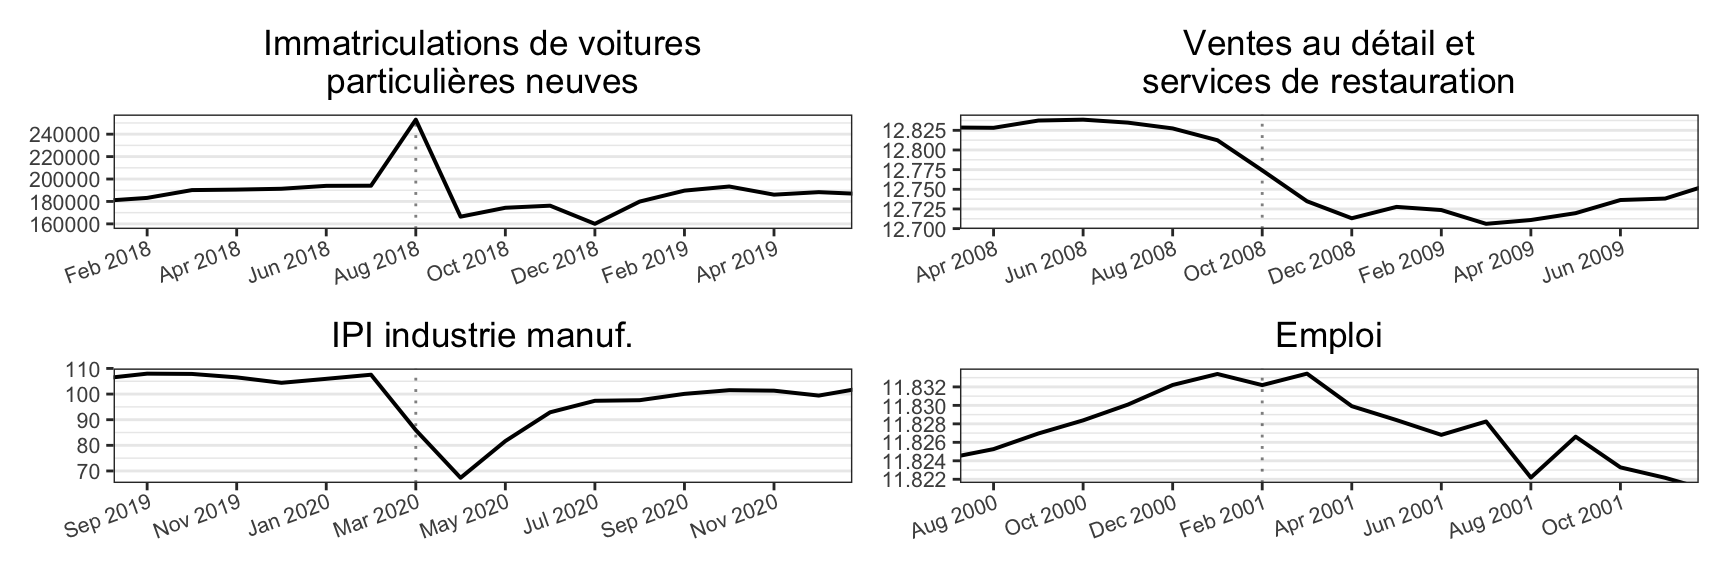 Immatriculations de voitures
particulières neuves
240000
220000
200000
180000
160000
Feb 2018
Apr 2018
Jun 2018
Aug 2018
Oct 2018
Dec 2018
Feb 2019
Apr 2019
Ventes au détail et
services de restauration
12.825
12.800
12.775
12.750
12.725
12.700
Apr 2008
Jun 2008
Aug 2008
Oct 2008
Dec 2008
Feb 2009
Apr 2009
Jun 2009
IPI industrie manuf.
110
100
90
80
70
Sep 2019
Nov 2019
Jan 2020
Mar 2020
May 2020
Jul 2020
Sep 2020
Nov 2020
Emploi
11.832
11.830
11.828
11.826
11.824
11.822
Aug 2000
Oct 2000
Dec 2000
Feb 2001
Apr 2001
Jun 2001
Aug 2001
Oct 2001